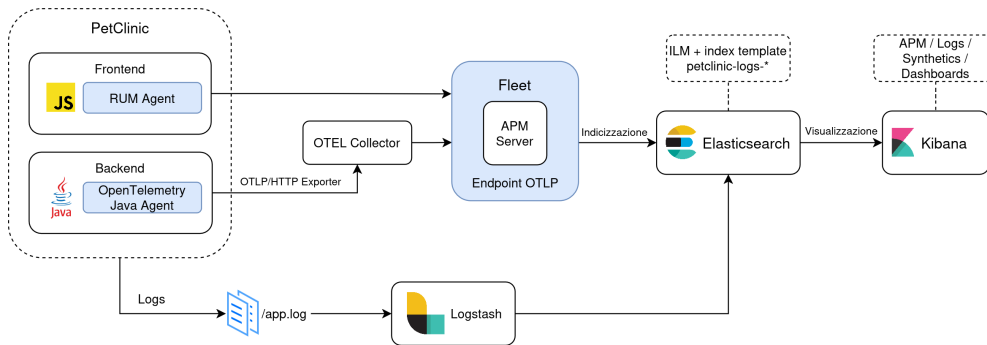 PetClinic
Frontend
JS
RUM Agent
Backend
Java
OpenTelemetry
Java Agent
OTLP/HTTP Exporter
OTEL Collector
Fleet
APM
Server
Endpoint OTLP
Indicizzazione
ILM + index template
petclinic-logs-*
Elasticsearch
Visualizzazione
APM / Logs /
Synthetics /
Dashboards
Kibana
Logs
/app.log
Logstash